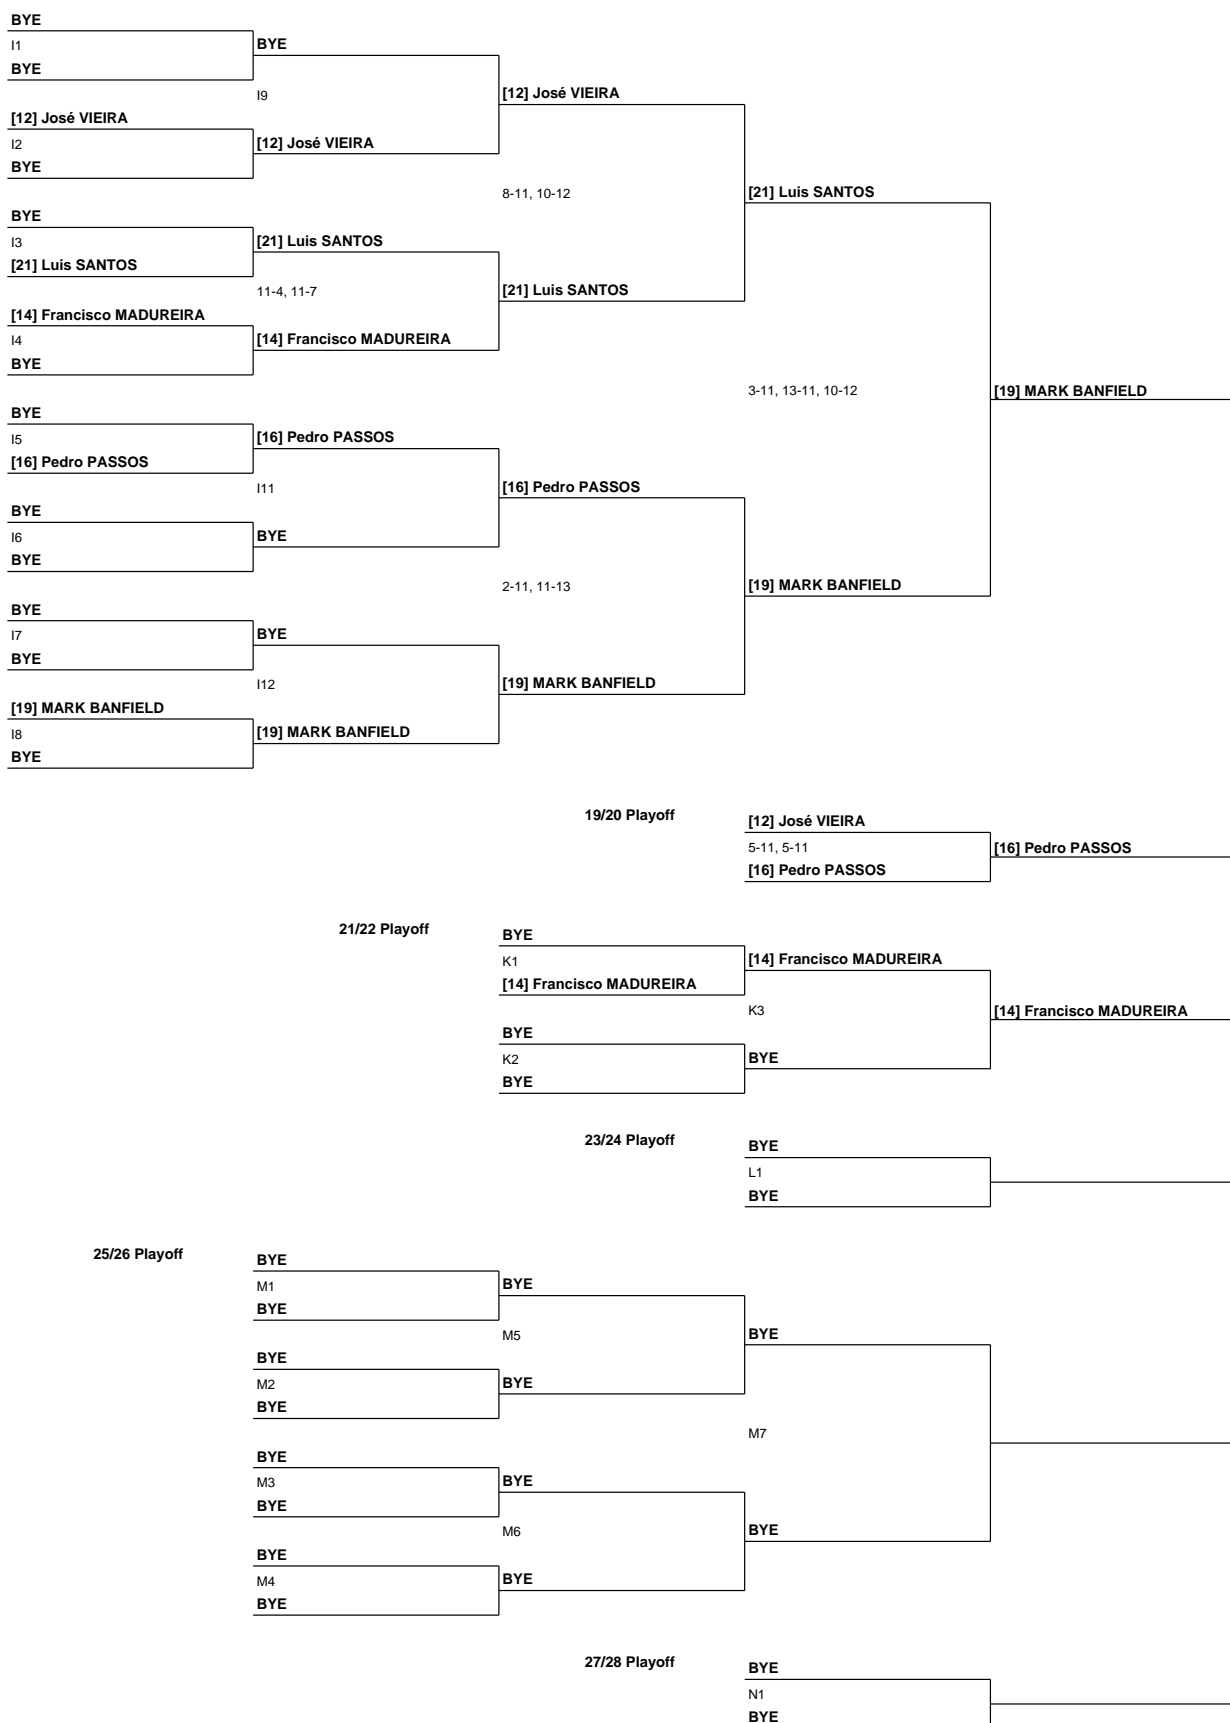 BYE
I1
BYE
BYE
I9
[12] José VIEIRA
[12] José VIEIRA
I2
[12] José VIEIRA
BYE
8-11, 10-12
[21] Luis SANTOS
BYE
I3
[21] Luis SANTOS
[21] Luis SANTOS
11-4, 11-7
[21] Luis SANTOS
[14] Francisco MADUREIRA
I4
[14] Francisco MADUREIRA
BYE
3-11, 13-11, 10-12
[19] MARK BANFIELD
BYE
I5
[16] Pedro PASSOS
[16] Pedro PASSOS
I11
[16] Pedro PASSOS
BYE
I6
BYE
BYE
2-11, 11-13
[19] MARK BANFIELD
BYE
I7
BYE
BYE
I12
[19] MARK BANFIELD
[19] MARK BANFIELD
I8
[19] MARK BANFIELD
BYE
19/20 Playoff
[12] José VIEIRA
5-11, 5-11
[16] Pedro PASSOS
[16] Pedro PASSOS
21/22 Playoff
BYE
K1
[14] Francisco MADUREIRA
[14] Francisco MADUREIRA
K3
[14] Francisco MADUREIRA
BYE
K2
BYE
BYE
23/24 Playoff
BYE
L1
BYE
25/26 Playoff
BYE
M1
BYE
BYE
M5
BYE
BYE
M2
BYE
BYE
M7
BYE
M3
BYE
BYE
M6
BYE
BYE
M4
BYE
BYE
27/28 Playoff
BYE
N1
BYE